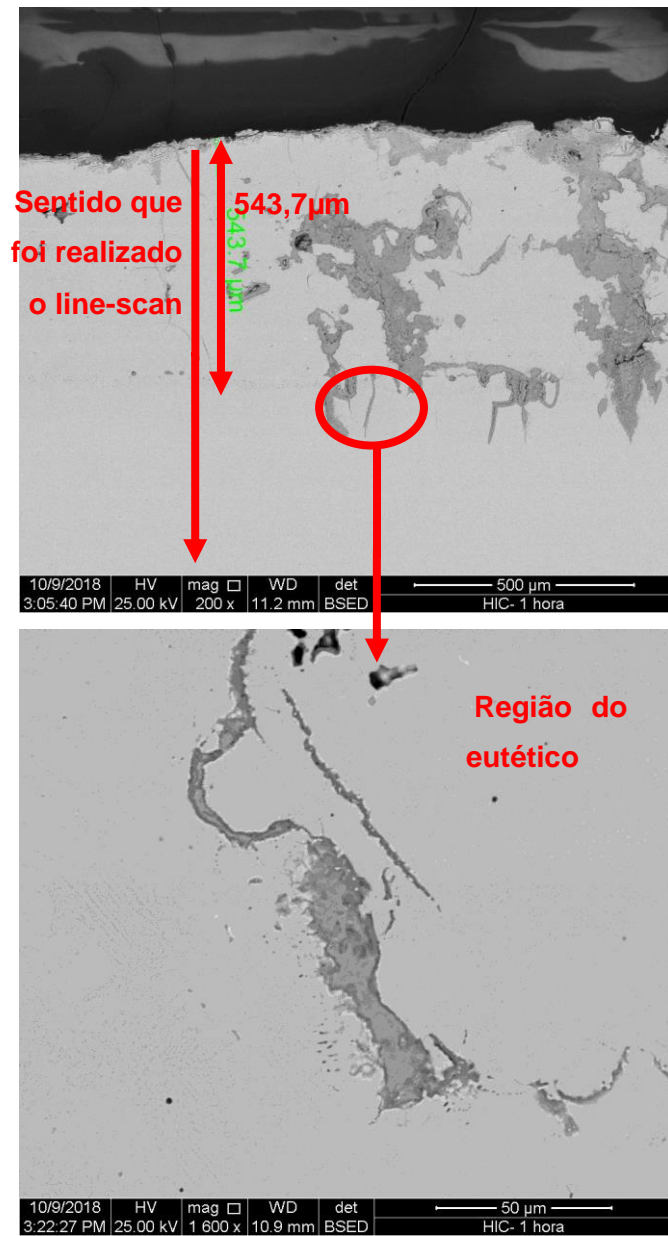 Sentido que
foi realizado
o line-scan
543,7µm
543.7 µm
10/9/2018 HV mag □ WD det 500 µm
3:05:40 PM 25.00 kV 200 x 11.2 mm BSED HIC- 1 hora
Região do
eutético
10/9/2018 HV mag □ WD det 50 µm
3:22:27 PM 25.00 kV 1 600 x 10.9 mm BSED HIC- 1 hora